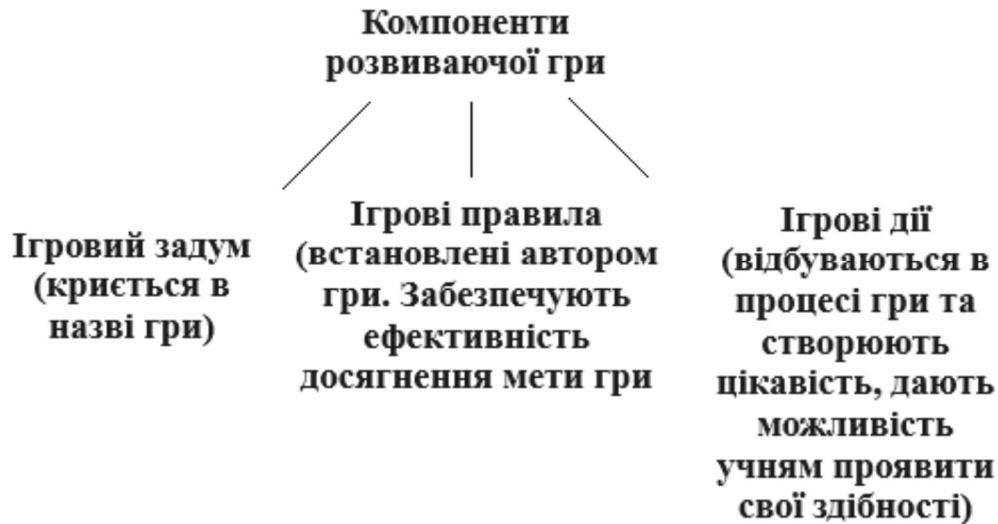 Компоненти
розвиваючої гри
Ігровий задум
(криється в
назві гри)
Ігрові правила
(встановлені автором
гри. Забезпечують
ефективність
досягнення мети гри
Ігрові дії
(відбуваються в
процесі гри та
створюють
цікавість, дають
можливість
учням проявити
свої здібності)